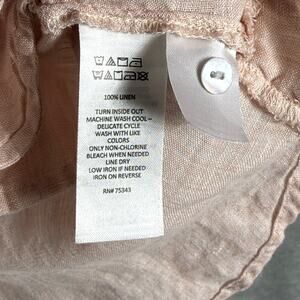 100% LINEN
TURN INSIDE OUT
MACHINE WASH COOL –
DELICATE CYCLE
WASH WITH LIKE
COLORS
ONLY NON-CHLORINE
BLEACH WHEN NEEDED
LINE DRY
LOW IRON IF NEEDED
IRON ON REVERSE
RN# 75343